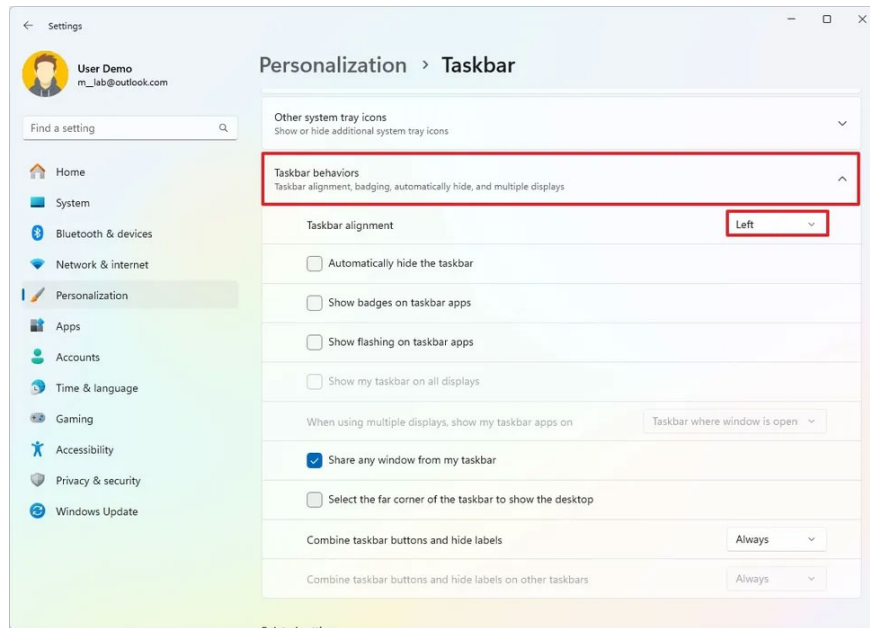 Settings
User Demo
m_lab@outlook.com
Find a setting
Home
System
Bluetooth & devices
Network & internet
Personalization
Apps
Accounts
Time & language
Gaming
Accessibility
Privacy & security
Windows Update
Personalization > Taskbar
Other system tray icons
Show or hide additional system tray icons
Taskbar behaviors
Taskbar alignment, badging, automatically hide, and multiple displays
Taskbar alignment Left
Automatically hide the taskbar
Show badges on taskbar apps
Show flashing on taskbar apps
Show my taskbar on all displays
When using multiple displays, show my taskbar apps on Taskbar where window is open
Share any window from my taskbar
Select the far corner of the taskbar to show the desktop
Combine taskbar buttons and hide labels Always
Combine taskbar buttons and hide labels on other taskbars Always